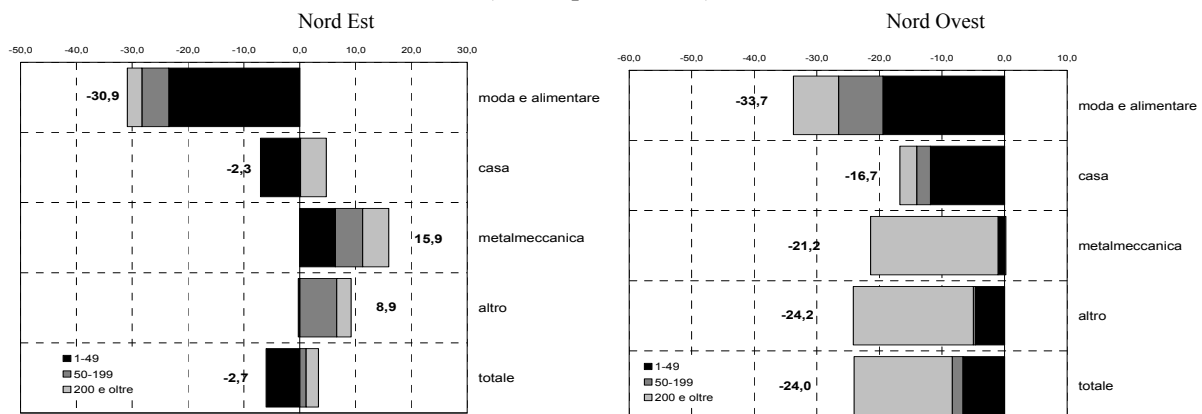 Nord Est
-50,0 -40,0 -30,0 -20,0 -10,0 0,0 10,0 20,0 30,0
-30,9 moda e alimentare
-2,3 casa
15,9 metalmeccanica
8,9 altro
-2,7 totale
1-49
50-199
200 e oltre
Nord Ovest
-60,0 -50,0 -40,0 -30,0 -20,0 -10,0 0,0 10,0
-33,7 moda e alimentare
-16,7 casa
-21,2 metalmeccanica
-24,2 altro
-24,0 totale
1-49
50-199
200 e oltre